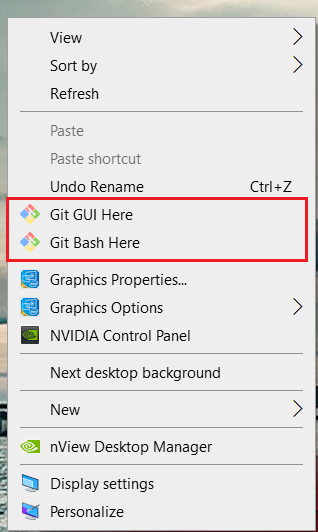 View
Sort by
Refresh
Paste
Paste shortcut
Undo Rename Ctrl+Z
Git GUI Here
Git Bash Here
Graphics Properties...
Graphics Options
NVIDIA Control Panel
Next desktop background
New
nView Desktop Manager
Display settings
Personalize